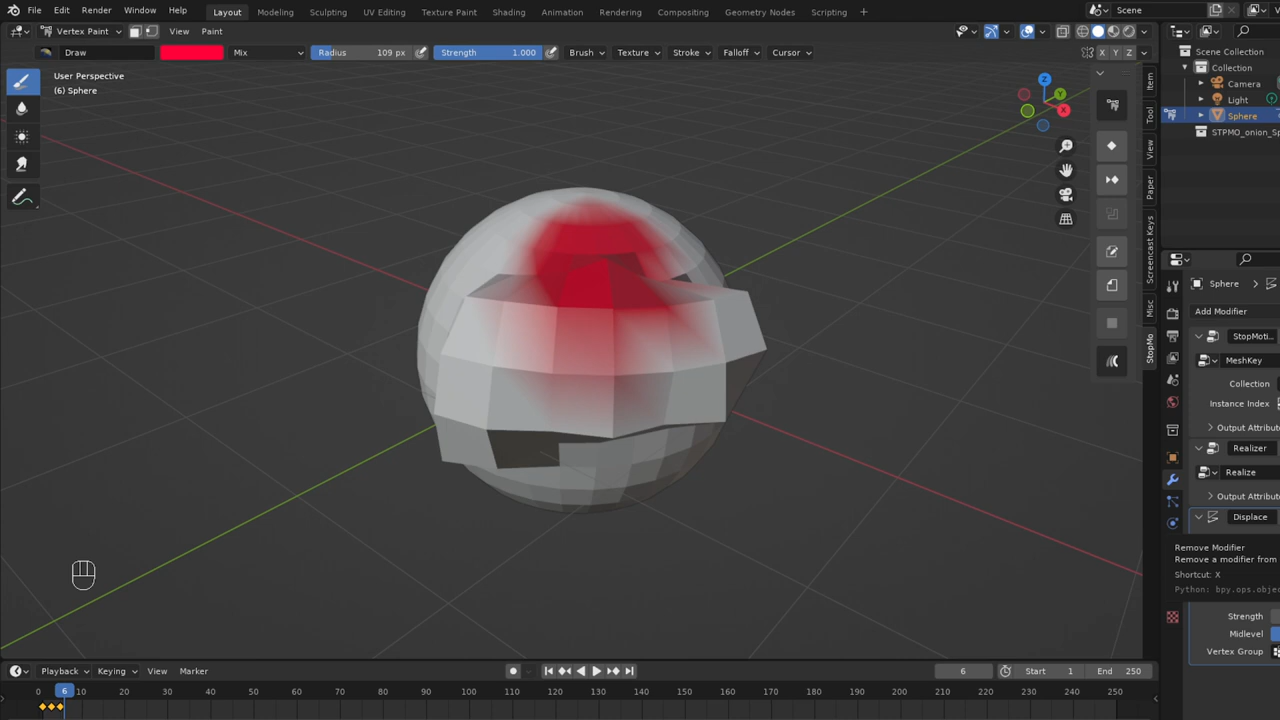 File Edit Render Window Help Layout Modeling Sculpting UV Editing Texture Paint Shading Animation Rendering Compositing Geometry Nodes Scripting + Scene
Vertex Paint View Paint
Draw Mix Radius 109 px Strength 1.000 Brush Texture Stroke Falloff Cursor X Y Z
User Perspective
(6) Sphere
Z
Y
X
Item
Tool
View
Paper
Screencast Keys
Misc
StopMo
Scene Collection
Collection
Camera
Light
Sphere
STPMO_onion_Sp
Sphere
Add Modifier
StopMoti...
MeshKey
Collection
Instance Index
Output Attribute
Realizer
Realize
Output Attribute
Displace
Remove Modifier
Remove a modifier from
Shortcut: X
Python: bpy.ops.objec
Strength
Midlevel
Vertex Group
Playback Keying View Marker 6 Start 1 End 250
0 6 10 20 30 40 50 60 70 80 90 100 110 120 130 140 150 160 170 180 190 200 210 220 230 240 250